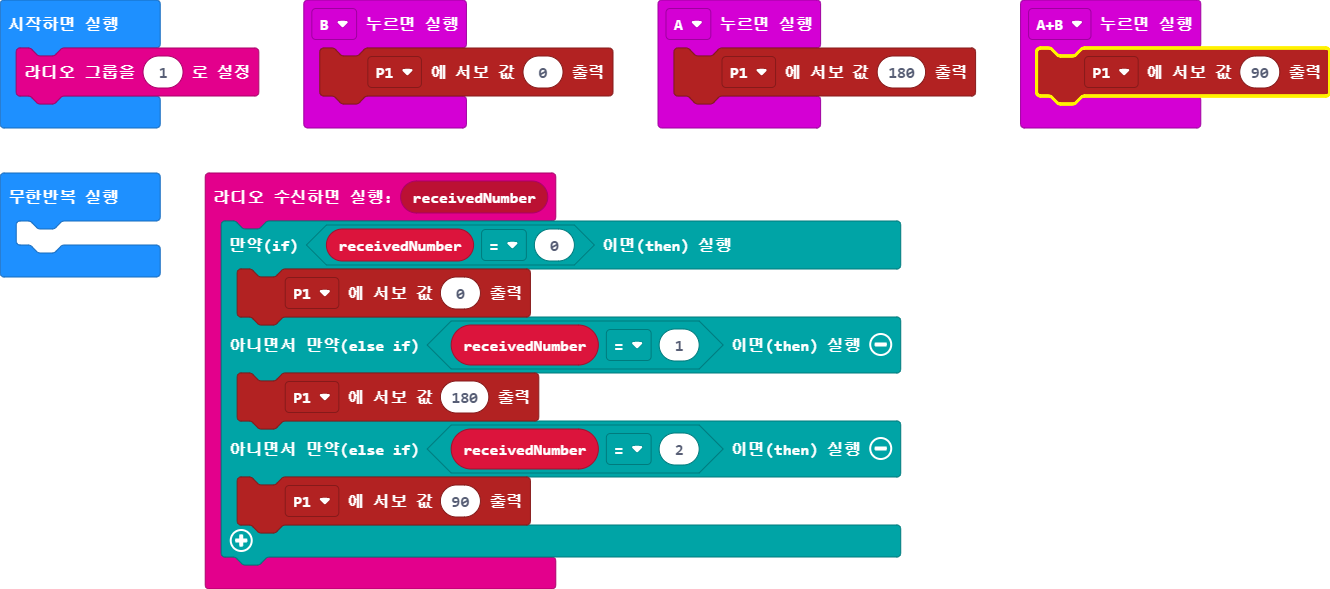 시작하면 실행
라디오 그룹을 1 로 설정
B 누르면 실행
P1 에 서보 값 0 출력
A 누르면 실행
P1 에 서보 값 180 출력
A+B 누르면 실행
P1 에 서보 값 90 출력
무한반복 실행
라디오 수신하면 실행: receivedNumber
만약(if) receivedNumber = 0 이면(then) 실행
P1 에 서보 값 0 출력
아니면서 만약(else if) receivedNumber = 1 이면(then) 실행
P1 에 서보 값 180 출력
아니면서 만약(else if) receivedNumber = 2 이면(then) 실행
P1 에 서보 값 90 출력